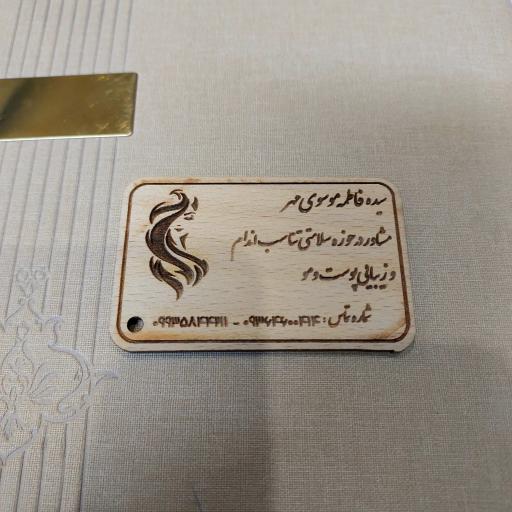 سیده فاطمه موسوی مهر
مشاور در حوزه سلامتی تناسب اندام
و زیبایی پوست و مو
شماره تماس: